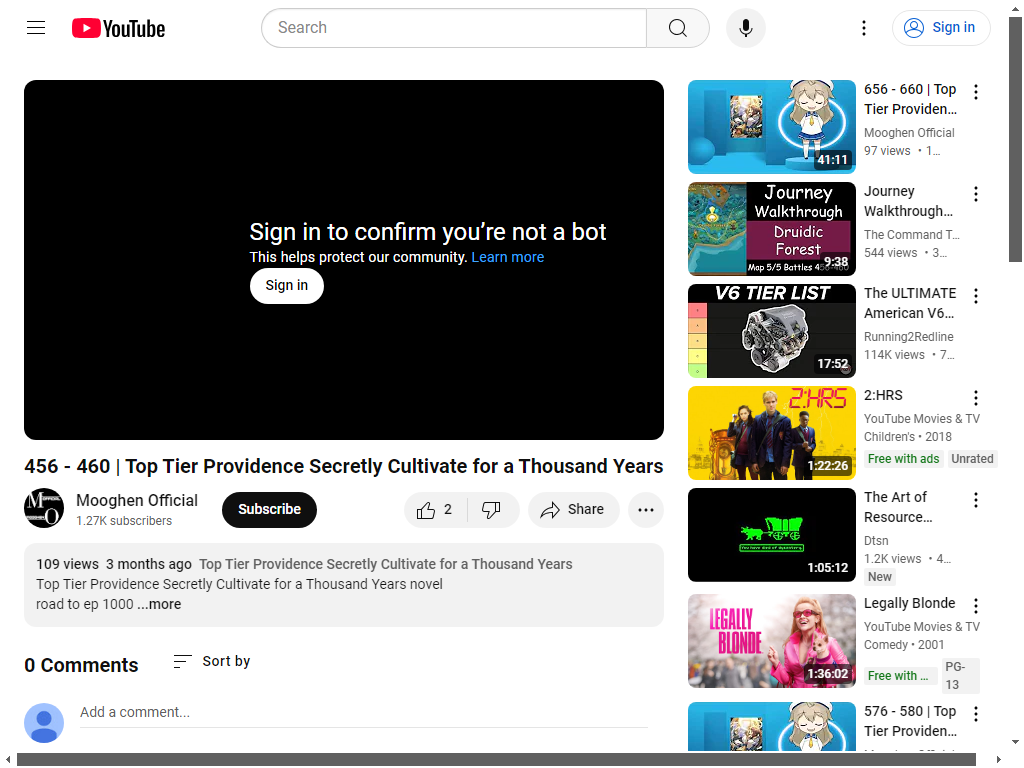 YouTube
Search
Sign in
Sign in to confirm you're not a bot
This helps protect our community. Learn more
Sign in
456 - 460 | Top Tier Providence Secretly Cultivate for a Thousand Years
Mooghen Official
1.27K subscribers
Subscribe
2
Share
109 views 3 months ago Top Tier Providence Secretly Cultivate for a Thousand Years
Top Tier Providence Secretly Cultivate for a Thousand Years novel
road to ep 1000 ...more
0 Comments
Sort by
Add a comment...
41:11
656 - 660 | Top
Tier Providen...
Mooghen Official
97 views • 1...
Journey
Walkthrough
Druidic
Forest
9:38
Map 5/5 Battles 456-460
Journey
Walkthrough...
The Command T...
544 views • 3...
V6 TIER LIST
17:52
The ULTIMATE
American V6...
Running2Redline
114K views • 7...
2:HRS
1:22:26
2:HRS
YouTube Movies & TV
Children's • 2018
Free with ads Unrated
You have died of dysentery
1:05:12
The Art of
Resource...
Dtsn
1.2K views • 4...
New
LEGALLY
BLONDE
1:36:02
Legally Blonde
YouTube Movies & TV
Comedy • 2001
Free with ...
PG-
13
576 - 580 | Top
Tier Providen...